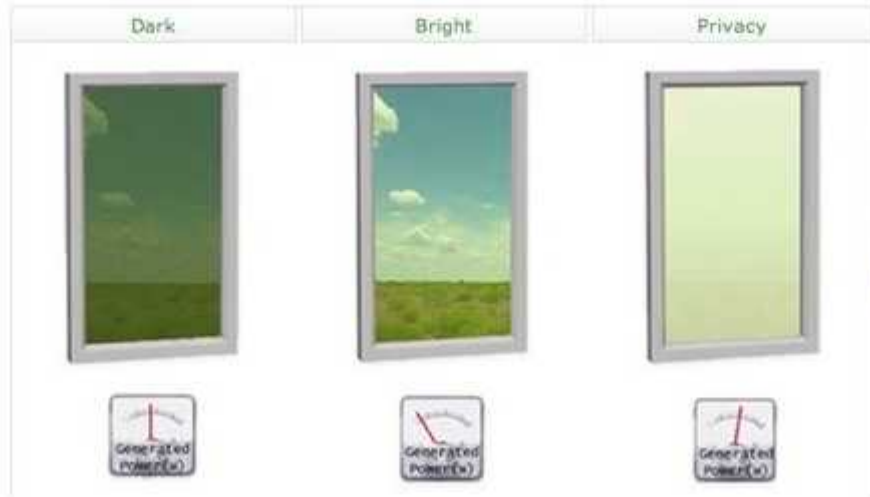 Dark
Bright
Privacy
Generated
Power(w)
Generated
Power(w)
Generated
Power(w)